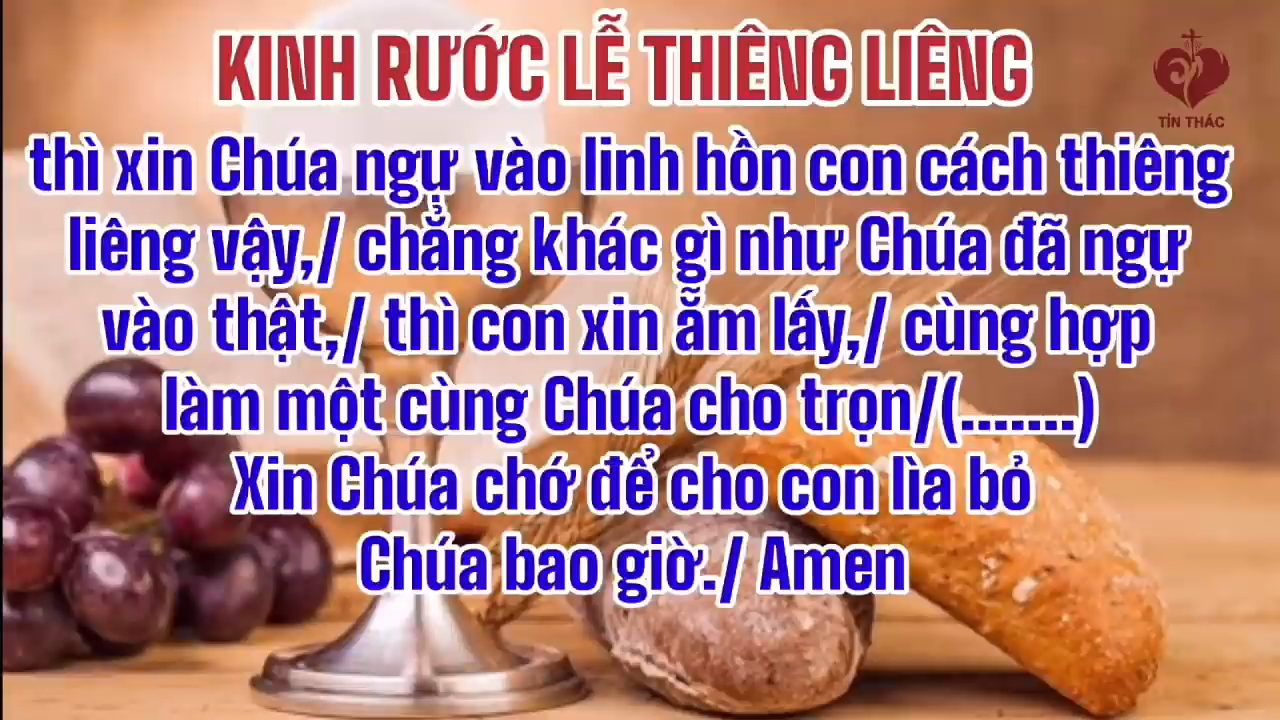 KINH RƯỚC LỄ THIÊNG LIÊNG
TÍN THÁC
thì xin Chúa ngự vào linh hồn con cách thiêng
liêng vậy,/ chẳng khác gì như Chúa đã ngự
vào thật,/ thì con xin ẵm lấy,/ cùng hợp
làm một cùng Chúa cho trọn/(.......)
Xin Chúa chớ để cho con lìa bỏ
Chúa bao giờ./ Amen